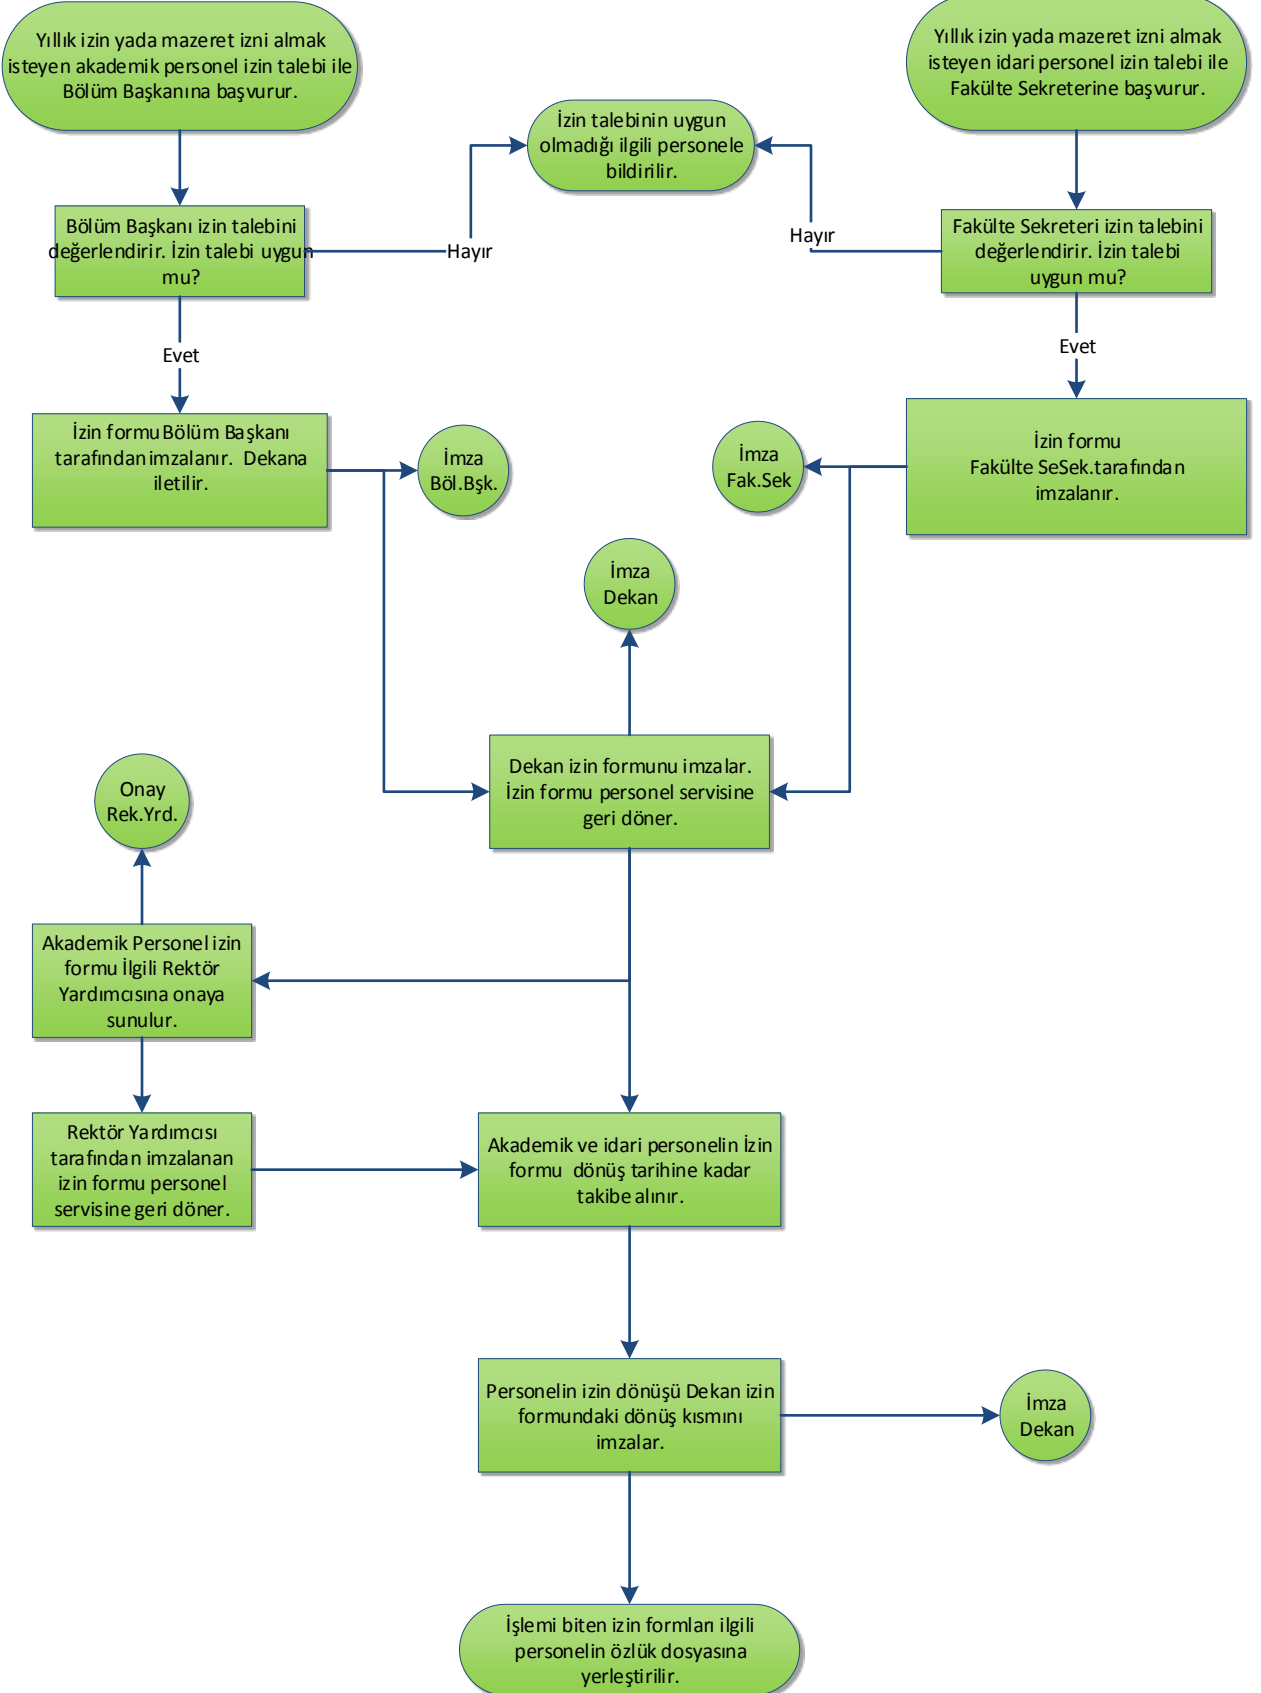 Yıllık izin yada mazeret izni almak
isteyen akademik personel izin talebi ile
Bölüm Başkanına başvurur.
Yıllık izin yada mazeret izni almak
isteyen idari personel izin talebi ile
Fakülte Sekreterine başvurur.
İzin talebinin uygun
olmadığı ilgili personele
bildirilir.
Bölüm Başkanı izin talebini
değerlendirir. İzin talebi uygun
mu?
Hayır
Hayır
Fakülte Sekreteri izin talebini
değerlendirir. İzin talebi
uygun mu?
Evet
Evet
İzin formu Bölüm Başkanı
tarafından imzalanır. Dekana
iletilir.
İmza
Böl.Bşk.
İmza
Fak.Sek
İzin formu
Fakülte SeSek.tarafından
imzalanır.
İmza
Dekan
Dekan izin formunu imzalar.
İzin formu personel servisine
geri döner.
Onay
Rek.Yrd.
Akademik Personel izin
formu İlgili Rektör
Yardımcısına onaya
sunulur.
Rektör Yardımcısı
tarafından imzalanan
izin formu personel
servisine geri döner.
Akademik ve idari personelin İzin
formu dönüş tarihine kadar
takibe alınır.
Personelin izin dönüşü Dekan izin
formundaki dönüş kısmını
imzalar.
İmza
Dekan
İşlemi biten izin formları ilgili
personelin özlük dosyasına
yerleştirilir.